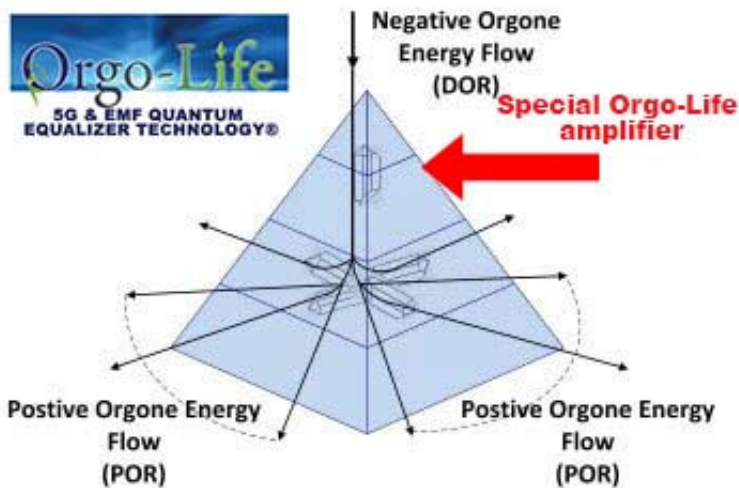 Orgo-Life
5G & EMF QUANTUM
EQUALIZER TECHNOLOGY®
Negative Orgone
Energy Flow
(DOR)
Special Orgo-Life
amplifier
Postive Orgone Energy
Flow
(POR)
Postive Orgone Energy
Flow
(POR)